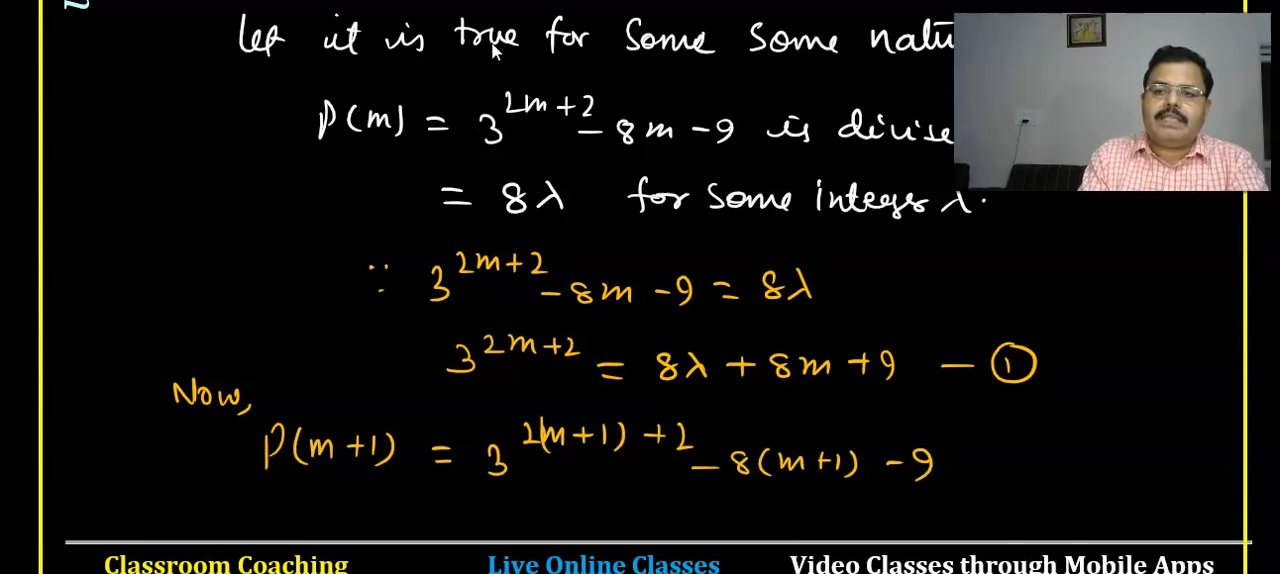 let it is true for some some natu
P(m) = 3^{2m+2} - 8m - 9 is divise
= 8λ for some integer λ.
∵ 3^{2m+2} - 8m - 9 = 8λ
3^{2m+2} = 8λ + 8m + 9 — ①
Now,
P(m+1) = 3^{2(m+1)+2} - 8(m+1) - 9
Classroom Coaching Live Online Classes Video Classes through Mobile Apps